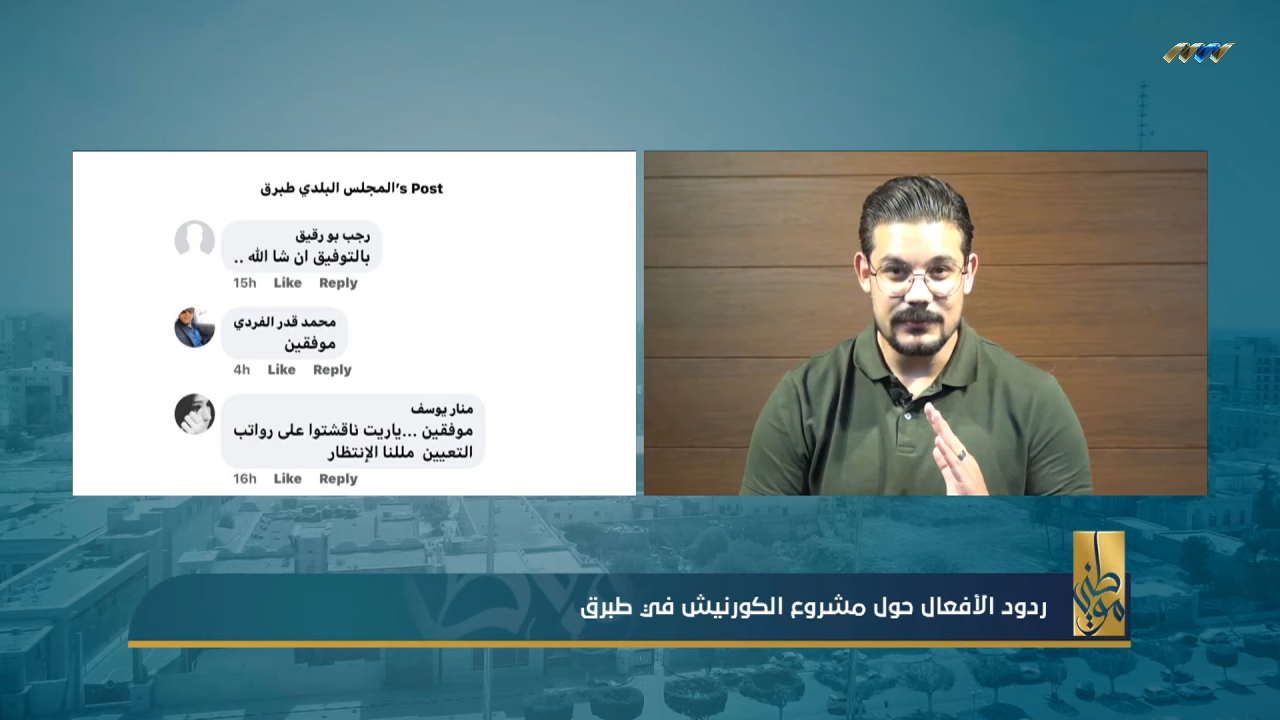 المجلس البلدي طبرق's Post
رجب بو رقيق
بالتوفيق ان شا الله ..
15h Like Reply
محمد قدر الفردي
موفقين
4h Like Reply
منار يوسف
موفقين ...ياريت ناقشتوا على رواتب
التعيين مللنا الإنتظار
16h Like Reply
موطني
ردود الأفعال حول مشروع الكورنيش في طبرق